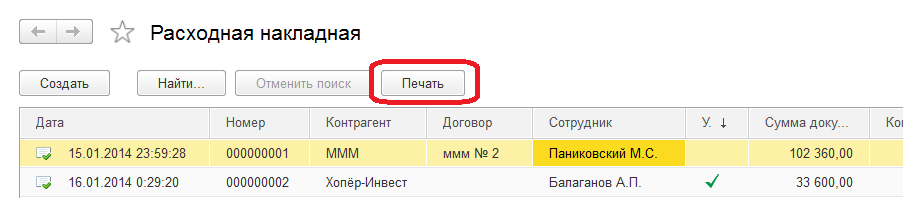 Расходная накладная
Создать Найти... Отменить поиск Печать
Дата Номер Контрагент Договор Сотрудник У. ↓ Сумма доку... Ко
15.01.2014 23:59:28 000000001 МММ ммм № 2 Паниковский М.С. 102 360,00
16.01.2014 0:29:20 000000002 Хопёр-Инвест Балаганов А.П. 33 600,00